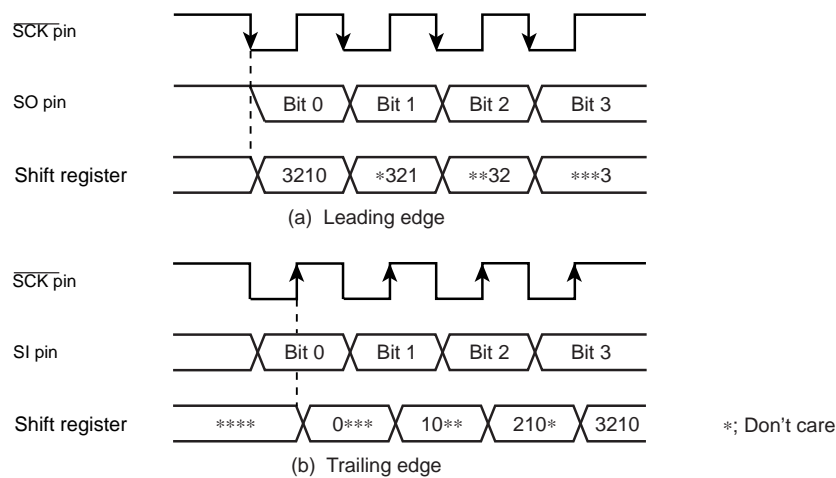 SCK pin
SO pin
Bit 0 Bit 1 Bit 2 Bit 3
Shift register
3210 *321 **32 ***3
(a) Leading edge
SCK pin
SI pin
Bit 0 Bit 1 Bit 2 Bit 3
Shift register
**** 0*** 10** 210* 3210
*; Don't care
(b) Trailing edge